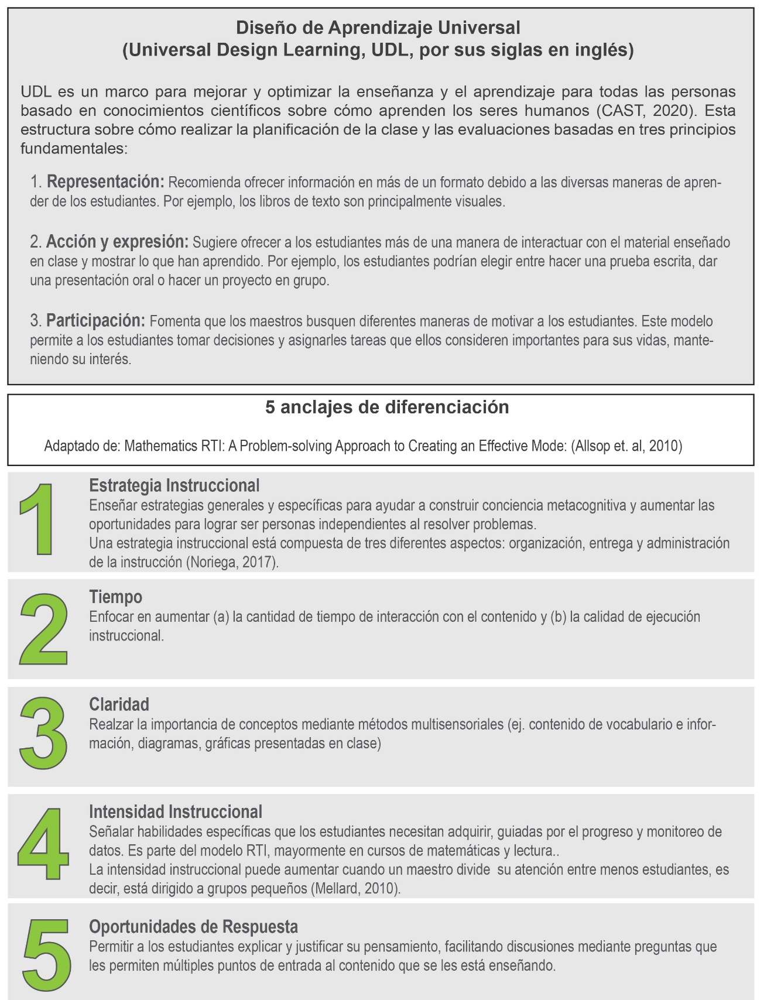 Diseño de Aprendizaje Universal
(Universal Design Learning, UDL, por sus siglas en inglés)
UDL es un marco para mejorar y optimizar la enseñanza y el aprendizaje para todas las personas
basado en conocimientos científicos sobre cómo aprenden los seres humanos (CAST, 2020). Esta
estructura sobre cómo realizar la planificación de la clase y las evaluaciones basadas en tres principios
fundamentales:
1. Representación: Recomienda ofrecer información en más de un formato debido a las diversas maneras de apren-
der de los estudiantes. Por ejemplo, los libros de texto son principalmente visuales.
2. Acción y expresión: Sugiere ofrecer a los estudiantes más de una manera de interactuar con el material enseñado
en clase y mostrar lo que han aprendido. Por ejemplo, los estudiantes podrían elegir entre hacer una prueba escrita, dar
una presentación oral o hacer un proyecto en grupo.
3. Participación: Fomenta que los maestros busquen diferentes maneras de motivar a los estudiantes. Este modelo
permite a los estudiantes tomar decisiones y asignarles tareas que ellos consideren importantes para sus vidas, mante-
niendo su interés.
5 anclajes de diferenciación
Adaptado de: Mathematics RTI: A Problem-solving Approach to Creating an Effective Mode: (Allsop et. al, 2010)
1
Estrategia Instruccional
Enseñar estrategias generales y específicas para ayudar a construir conciencia metacognitiva y aumentar las
oportunidades para lograr ser personas independientes al resolver problemas.
Una estrategia instruccional está compuesta de tres diferentes aspectos: organización, entrega y administración
de la instrucción (Noriega, 2017).
2
Tiempo
Enfocar en aumentar (a) la cantidad de tiempo de interacción con el contenido y (b) la calidad de ejecución
instruccional.
3
Claridad
Realzar la importancia de conceptos mediante métodos multisensoriales (ej. contenido de vocabulario e infor-
mación, diagramas, gráficas presentadas en clase)
4
Intensidad Instruccional
Señalar habilidades específicas que los estudiantes necesitan adquirir, guiadas por el progreso y monitoreo de
datos. Es parte del modelo RTI, mayormente en cursos de matemáticas y lectura..
La intensidad instruccional puede aumentar cuando un maestro divide su atención entre menos estudiantes, es
decir, está dirigido a grupos pequeños (Mellard, 2010).
5
Oportunidades de Respuesta
Permitir a los estudiantes explicar y justificar su pensamiento, facilitando discusiones mediante preguntas que
les permiten múltiples puntos de entrada al contenido que se les está enseñando.